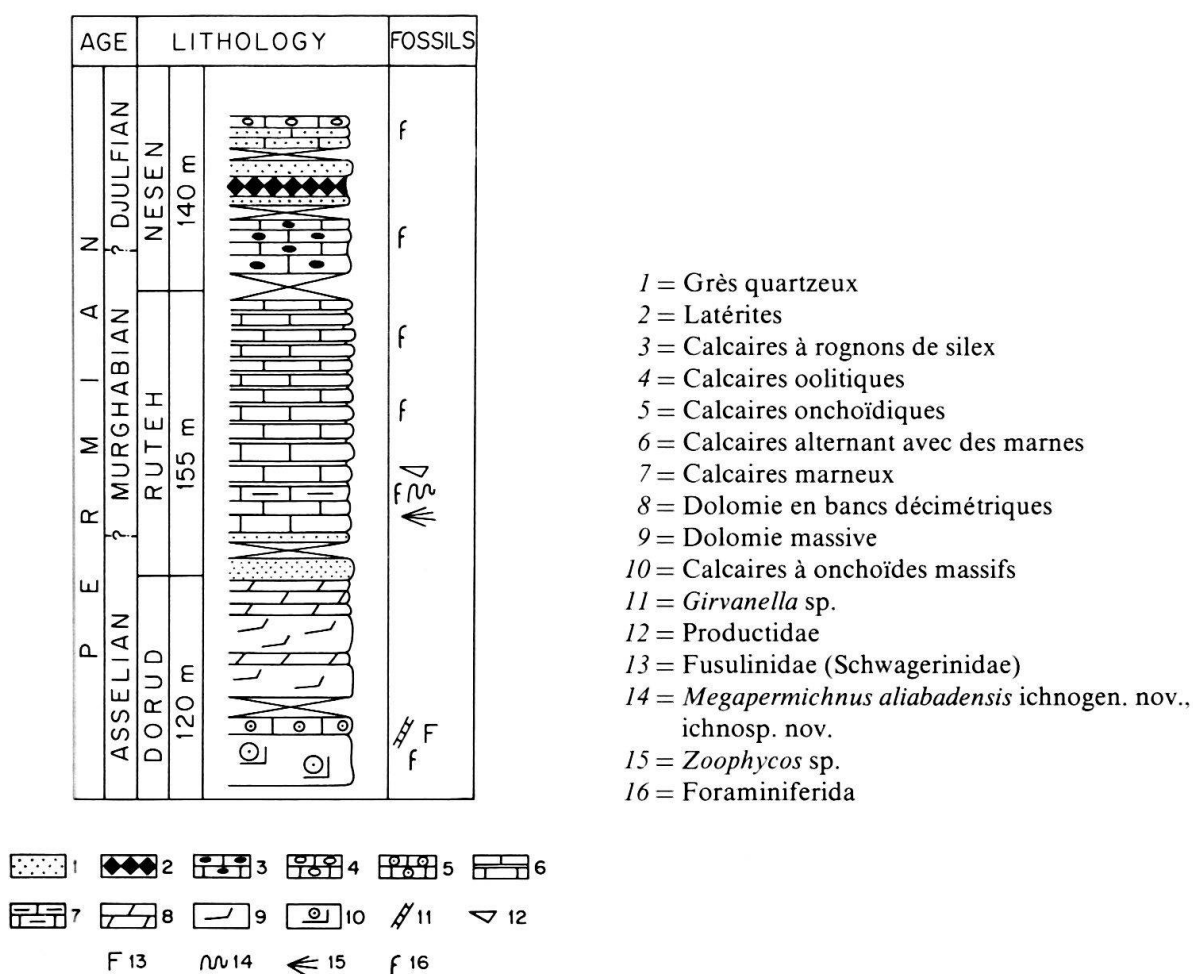 AGE LITHOLOGY FOSSILS
PERMIAN
? DJULFIAN
NESEN
140 m
f
f
? MURGHABIAN
RUTEH
155 m
f
f
f
ASSELIAN
DORUD
120 m
F
f
1 2 3 4 5 6
7 8 9 10 11 12
F 13 14 15 f 16
1 = Grès quartzeux
2 = Latérites
3 = Calcaires à rognons de silex
4 = Calcaires oolitiques
5 = Calcaires onchoïdiques
6 = Calcaires alternant avec des marnes
7 = Calcaires marneux
8 = Dolomie en bancs décimétriques
9 = Dolomie massive
10 = Calcaires à onchoïdes massifs
11 = Girvanella sp.
12 = Productidae
13 = Fusulinidae (Schwagerinidae)
14 = Megapermichnus aliabadensis ichnogen. nov.,
ichnosp. nov.
15 = Zoophycos sp.
16 = Foraminiferida